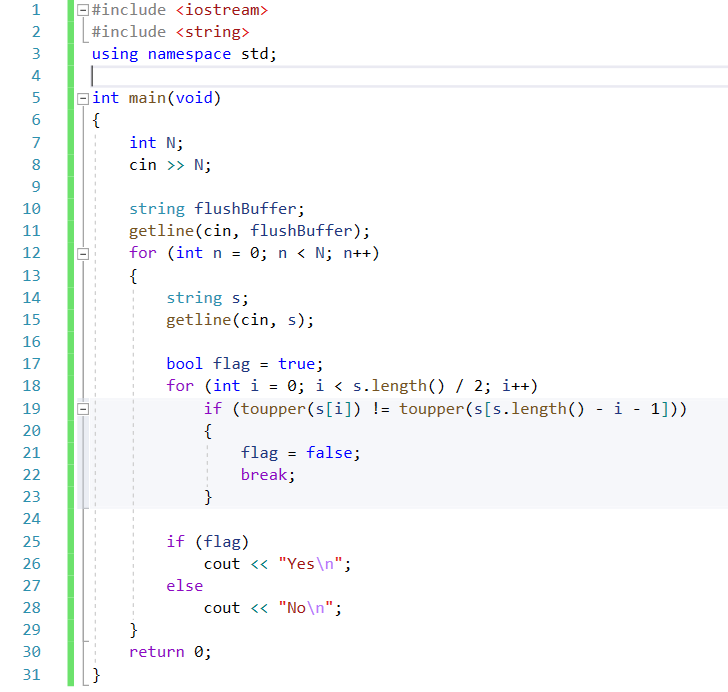 1 #include <iostream>
2 #include <string>
3 using namespace std;
4
5 int main(void)
6 {
7     int N;
8     cin >> N;
9
10     string flushBuffer;
11     getline(cin, flushBuffer);
12     for (int n = 0; n < N; n++)
13     {
14         string s;
15         getline(cin, s);
16
17         bool flag = true;
18         for (int i = 0; i < s.length() / 2; i++)
19             if (toupper(s[i]) != toupper(s[s.length() - i - 1]))
20             {
21                 flag = false;
22                 break;
23             }
24
25         if (flag)
26             cout << "Yes\n";
27         else
28             cout << "No\n";
29     }
30     return 0;
31 }